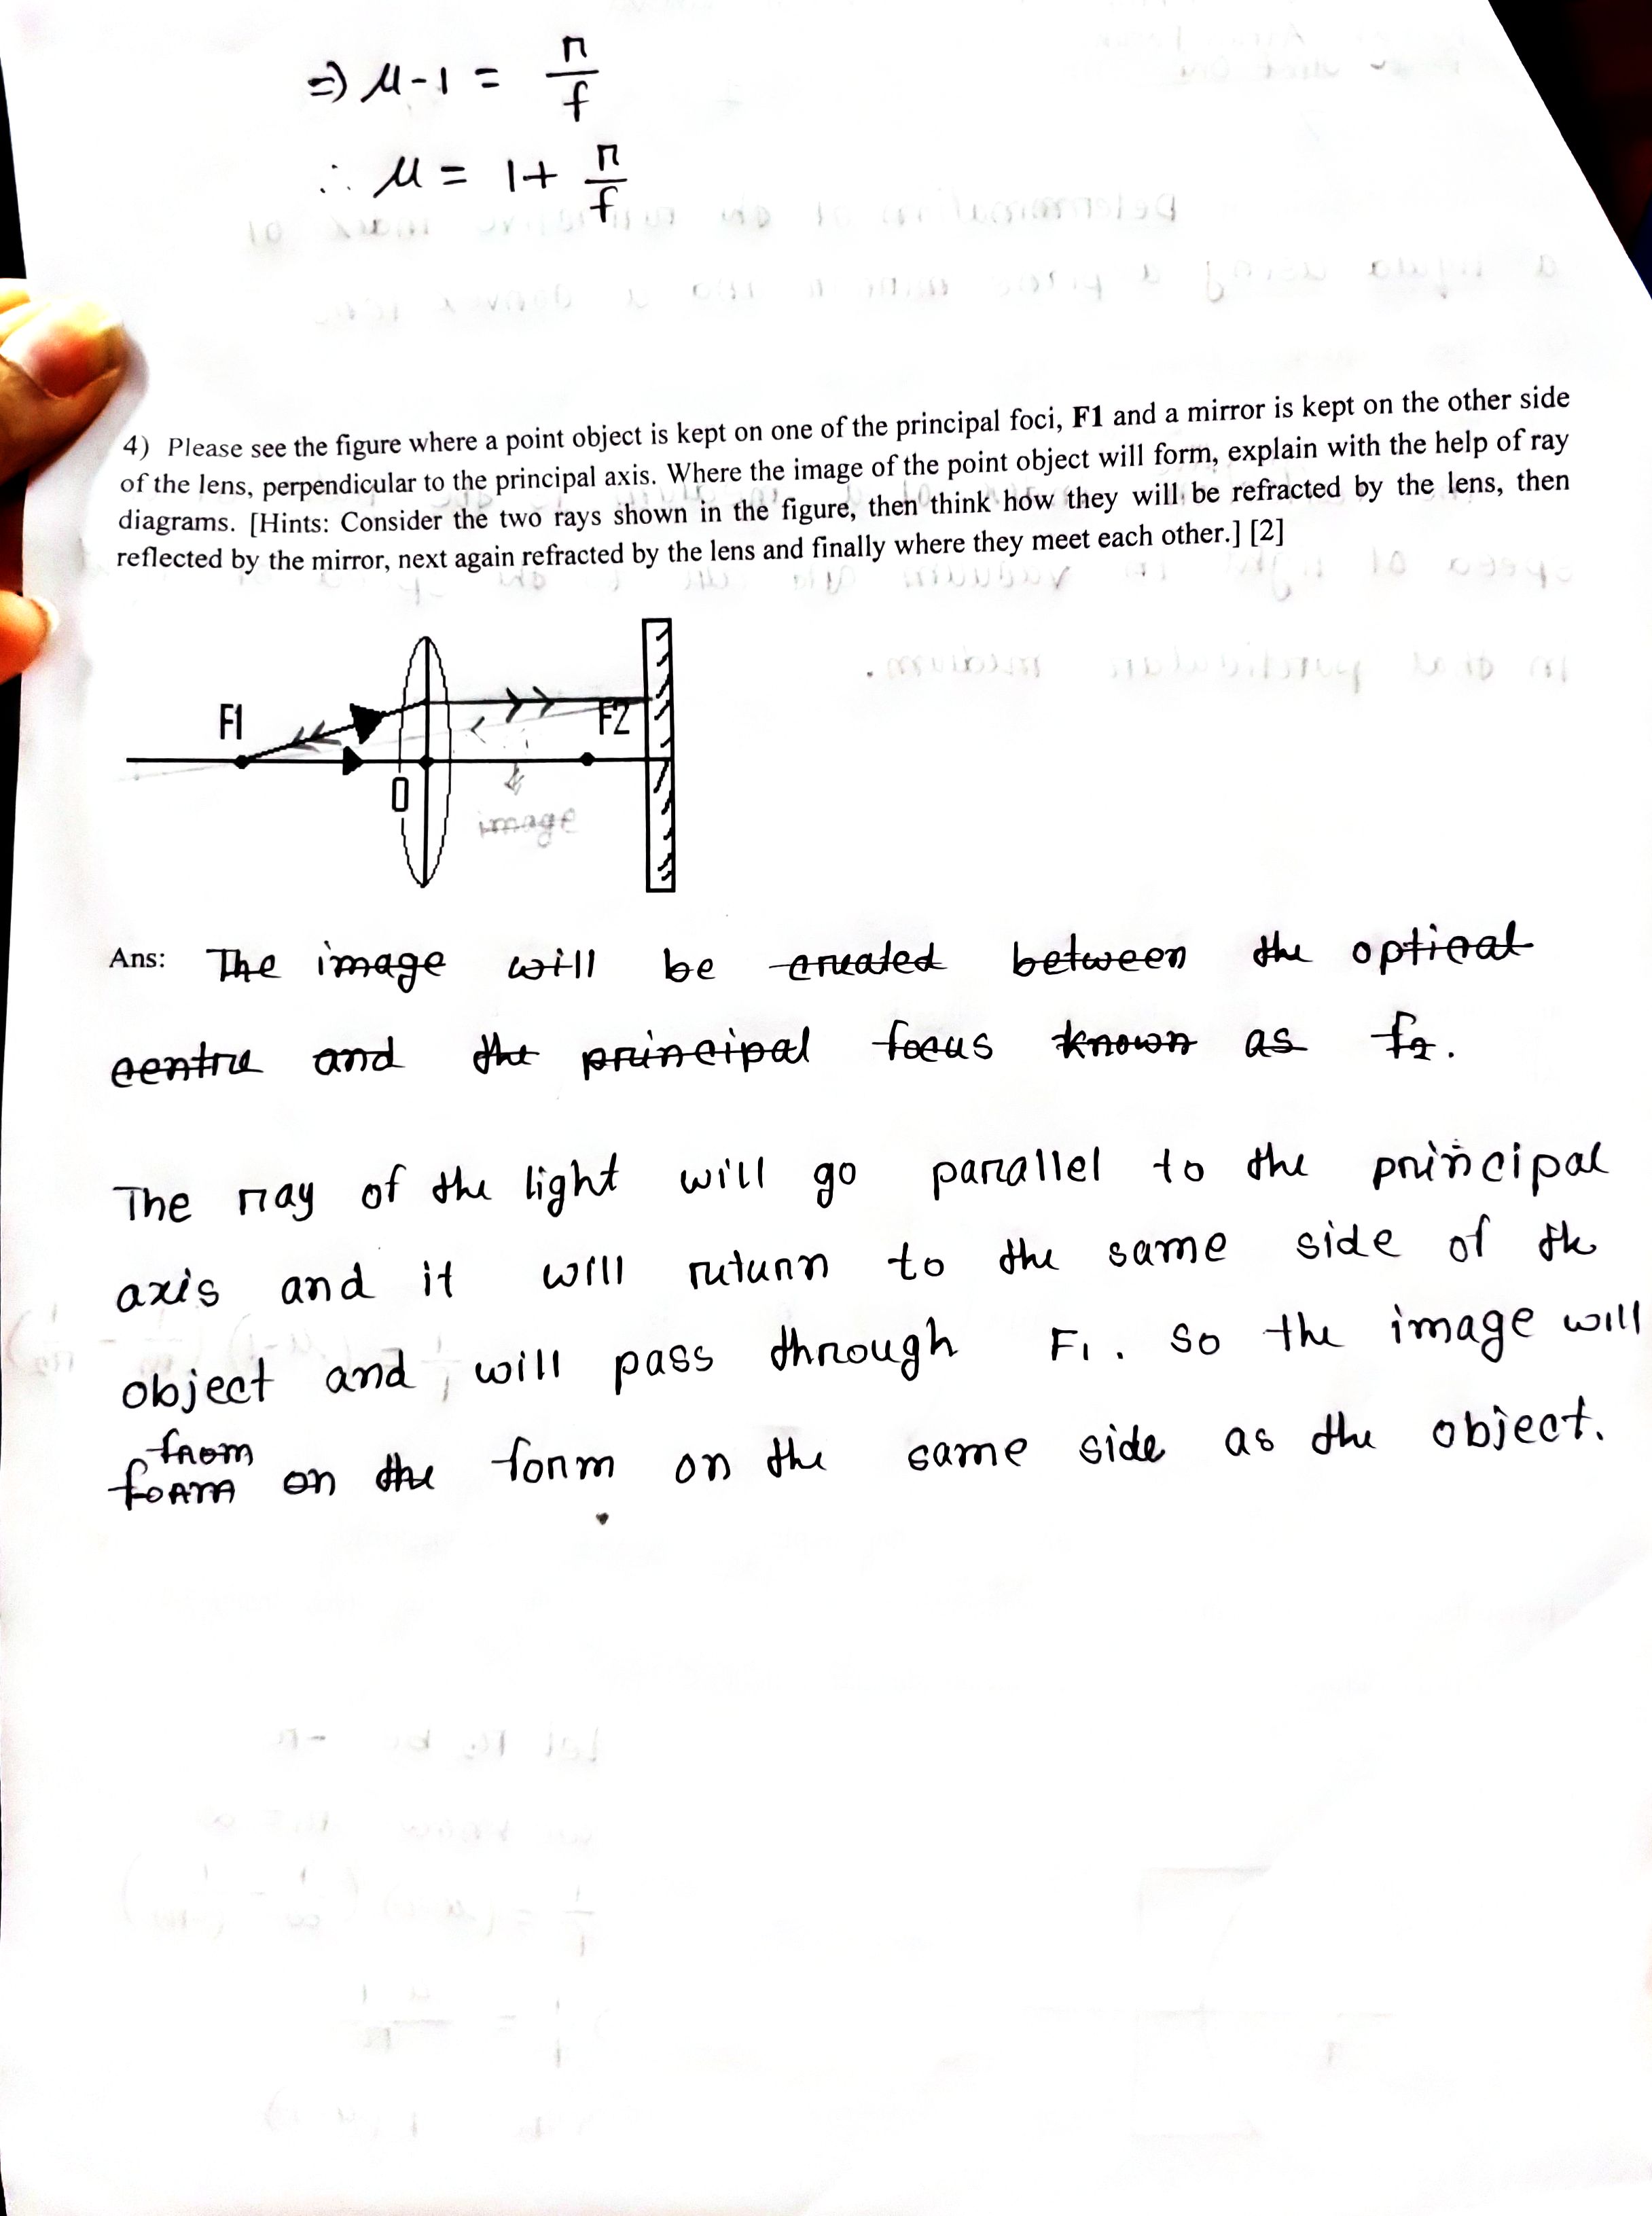 =) μ-1 = r/f
∴ μ = 1+ r/f
4) Please see the figure where a point object is kept on one of the principal foci, F1 and a mirror is kept on the other side
of the lens, perpendicular to the principal axis. Where the image of the point object will form, explain with the help of ray
diagrams. [Hints: Consider the two rays shown in the figure, then think how they will be refracted by the lens, then
reflected by the mirror, next again refracted by the lens and finally where they meet each other.] [2]
F1
F2
O
image
Ans: The image will be created between the optical
centre and the principal focus known as f2.
The ray of the light will go parallel to the principal
axis and it will return to the same side of the
object and will pass through F1. So the image will
from
foam on the form on the same side as the object.